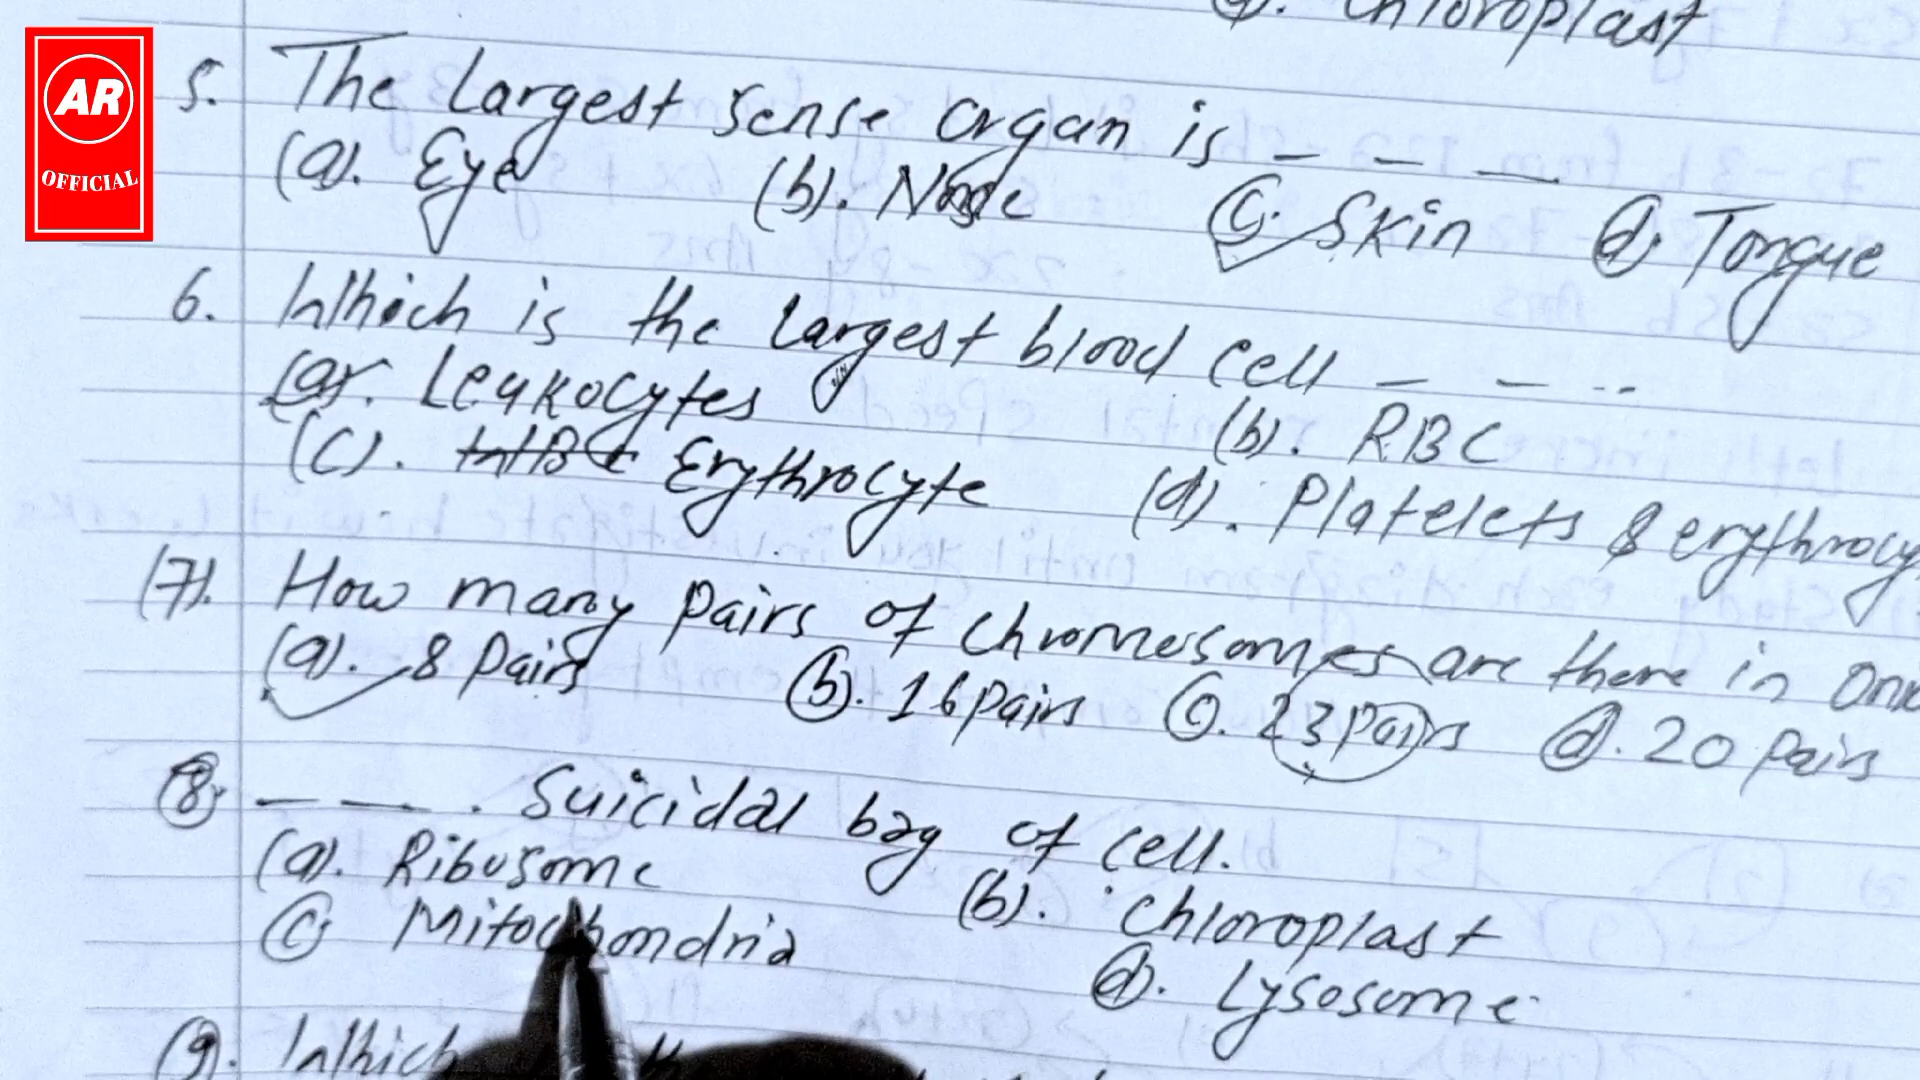 AR
OFFICIAL
d. Chloroplast
5. The Largest sense organ is _ _ _
(a). Eye (b). Nose (c). Skin (d) Tongue
6. Which is the Largest blood cell _ _ ..
(a). Leukocytes (b). RBC
(c). Erythrocyte (d). Platelets & erythrocy
(7). How many pairs of chromosomes are there in
(a). 8 Pairs (b). 16 pairs (c). 23 pairs (d). 20 pairs
(8). _ _ . Suicidal bag of cell.
(a). Ribosome (b). Chloroplast
(c) Mitochondria (d). Lysosome
(9). Which